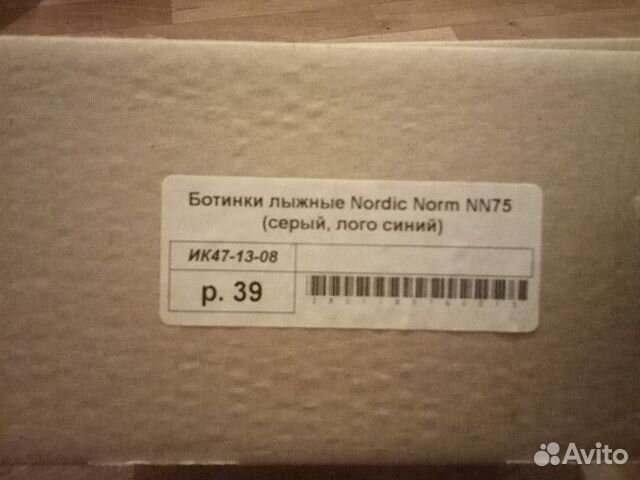 Ботинки лыжные Nordic Norm NN75
(серый, лого синий)
ИК47-13-08
р. 39
Avito